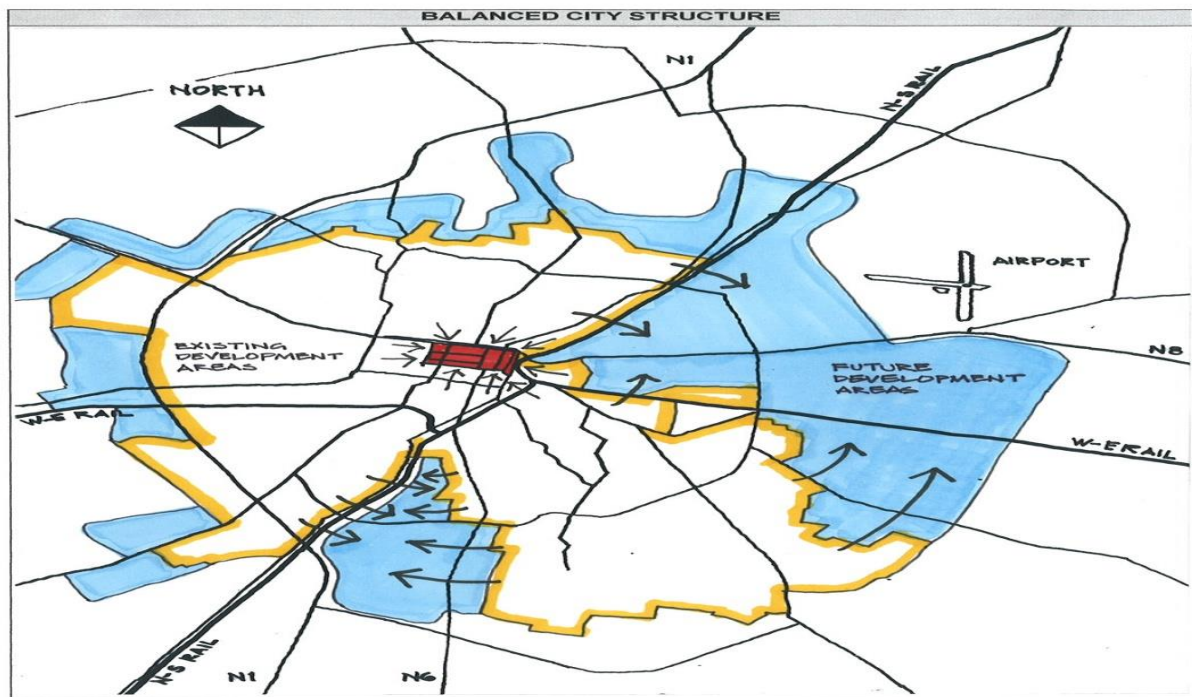 BALANCED CITY STRUCTURE
N1
N-S RAIL
NORTH
AIRPORT
EXISTING
DEVELOPMENT
AREAS
N8
FUTURE
DEVELOPMENT
AREAS
W-E RAIL
W-E RAIL
N-S RAIL
N1
N6